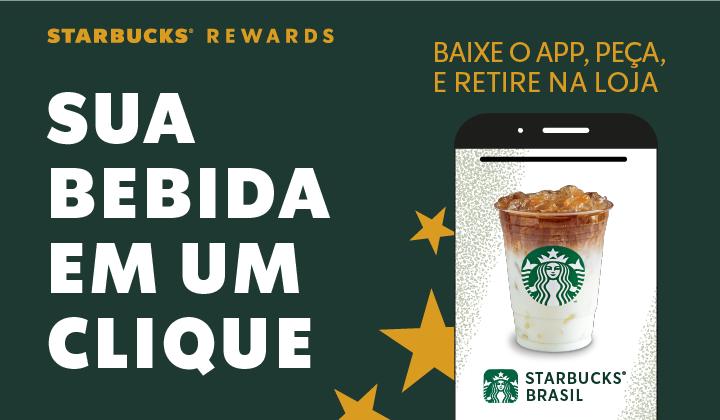 STARBUCKS® REWARDS
SUA
BEBIDA
EM UM
CLIQUE
BAIXE O APP, PEÇA,
E RETIRE NA LOJA
STARBUCKS®
BRASIL